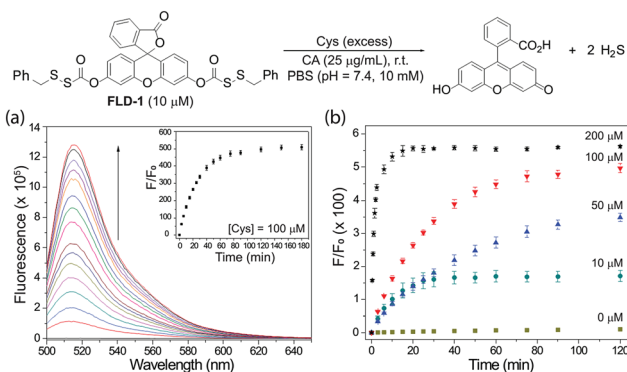 O
O
Cys (excess)
CA (25 µg/mL), r.t.
PBS (pH = 7.4, 10 mM)
CO₂H
+ 2 H₂S
O O
Ph S S O O O S S Ph
FLD-1 (10 µM)
HO O O
(a)
14
12
10
8
6
4
2
0
Fluorescence (x 10⁵)
500 520 540 560 580 600 620 640
Wavelength (nm)
600
500
400
300
200
100
0
F/F₀
[Cys] = 100 µM
0 20 40 60 80 100 120 140 160 180
Time (min)
(b)
6
5
4
3
2
1
0
F/F₀ (x 100)
200 µM
100 µM
50 µM
10 µM
0 µM
0 20 40 60 80 100 120
Time (min)